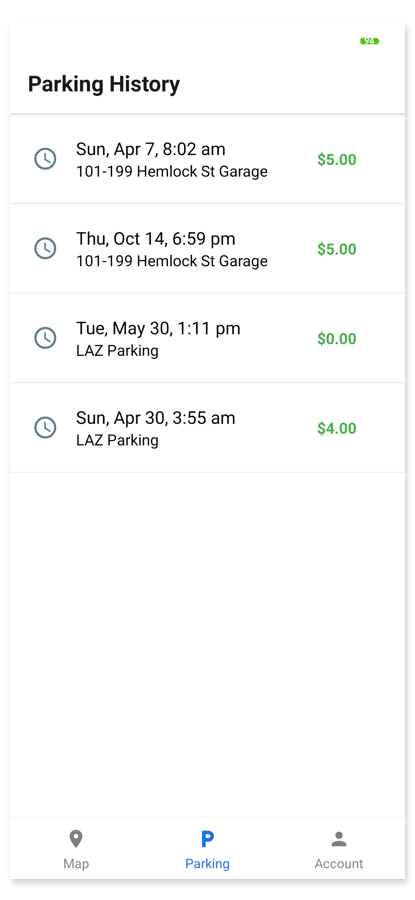 94
Parking History
Sun, Apr 7, 8:02 am
101-199 Hemlock St Garage
$5.00
Thu, Oct 14, 6:59 pm
101-199 Hemlock St Garage
$5.00
Tue, May 30, 1:11 pm
LAZ Parking
$0.00
Sun, Apr 30, 3:55 am
LAZ Parking
$4.00
P
Map
Parking
Account